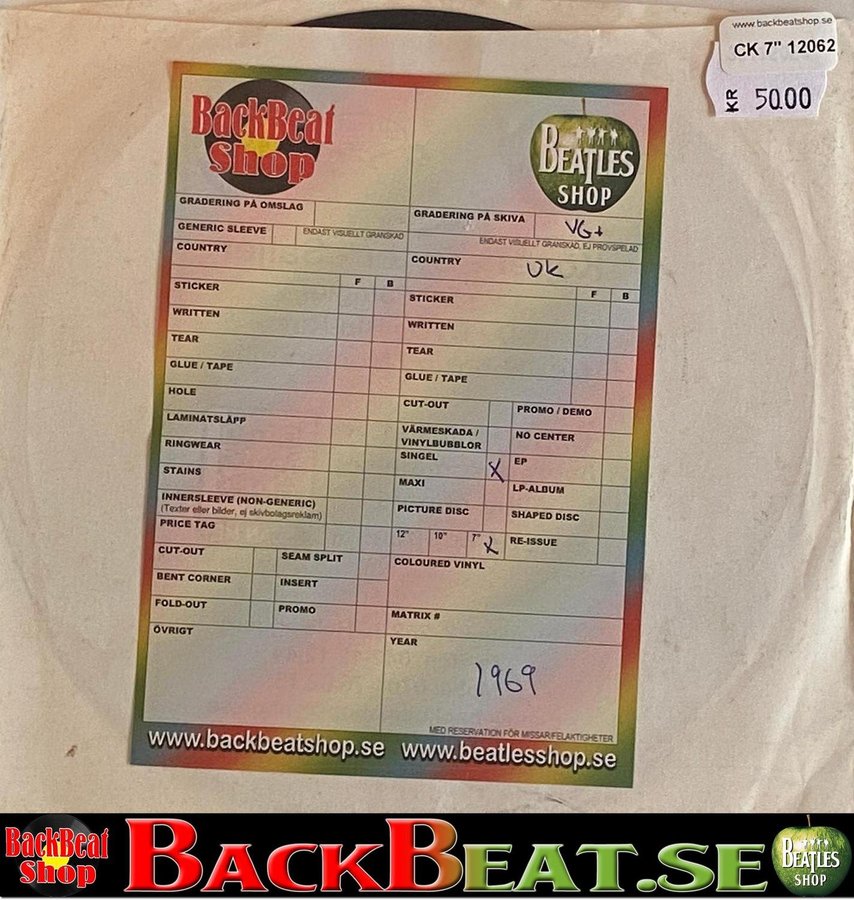 www.backbeatshop.se
CK 7" 12062
KR 50.00
BackBeat
Shop
BEATLES
SHOP
GRADERING PÅ OMSLAG
GENERIC SLEEVE
ENDAST VISUELLT GRANSKAD
COUNTRY
F B
STICKER
WRITTEN
TEAR
GLUE / TAPE
HOLE
LAMINATSLÄPP
RINGWEAR
STAINS
INNERSLEEVE (NON-GENERIC)
(Texter eller bilder, ej skivbolagsreklam)
PRICE TAG
CUT-OUT SEAM SPLIT
BENT CORNER INSERT
FOLD-OUT PROMO
ÖVRIGT
GRADERING PÅ SKIVA VG+
ENDAST VISUELLT GRANSKAD, EJ PROVSPELAD
COUNTRY UK
F B
STICKER
WRITTEN
TEAR
GLUE / TAPE
CUT-OUT PROMO / DEMO
VÄRMESKADA /
VINYLBUBBLOR NO CENTER
SINGEL X EP
MAXI LP-ALBUM
PICTURE DISC SHAPED DISC
12" 10" 7" X RE-ISSUE
COLOURED VINYL
MATRIX #
YEAR
1969
MED RESERVATION FÖR MISSAR/FELAKTIGHETER
www.backbeatshop.se www.beatlesshop.se
BackBeat
Shop
BACKBEAT.SE
BEATLES
SHOP